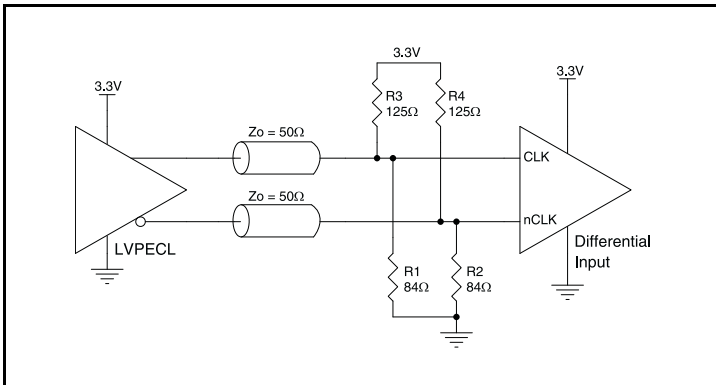 3.3V
3.3V
3.3V
R3
125Ω
R4
125Ω
Zo = 50Ω
CLK
Zo = 50Ω
nCLK
LVPECL
Differential
Input
R1
84Ω
R2
84Ω